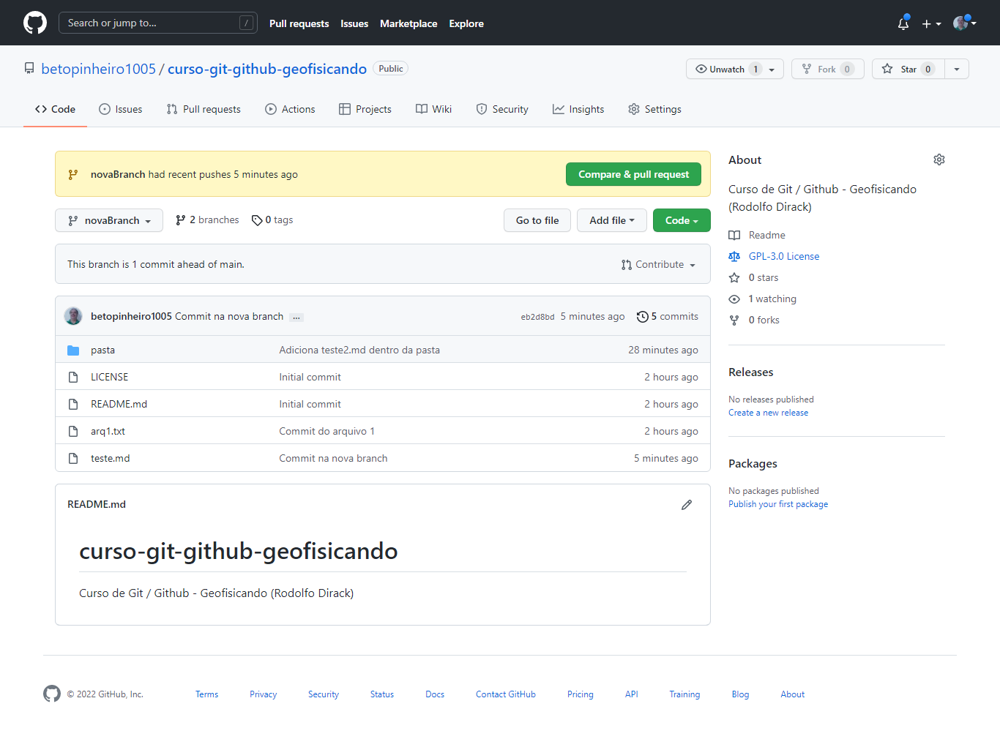 Search or jump to... /
Pull requests Issues Marketplace Explore
betopinheiro1005 / curso-git-github-geofisicando Public
Unwatch 1 Fork 0 Star 0
Code Issues Pull requests Actions Projects Wiki Security Insights Settings
novaBranch had recent pushes 5 minutes ago Compare & pull request
novaBranch 2 branches 0 tags Go to file Add file Code
This branch is 1 commit ahead of main. Contribute
betopinheiro1005 Commit na nova branch ... eb2d8bd 5 minutes ago 5 commits
pasta Adiciona teste2.md dentro da pasta 28 minutes ago
LICENSE Initial commit 2 hours ago
README.md Initial commit 2 hours ago
arq1.txt Commit do arquivo 1 2 hours ago
teste.md Commit na nova branch 5 minutes ago
README.md
curso-git-github-geofisicando
Curso de Git / Github - Geofisicando (Rodolfo Dirack)
About
Curso de Git / Github - Geofisicando
(Rodolfo Dirack)
Readme
GPL-3.0 License
0 stars
1 watching
0 forks
Releases
No releases published
Create a new release
Packages
No packages published
Publish your first package
© 2022 GitHub, Inc. Terms Privacy Security Status Docs Contact GitHub Pricing API Training Blog About